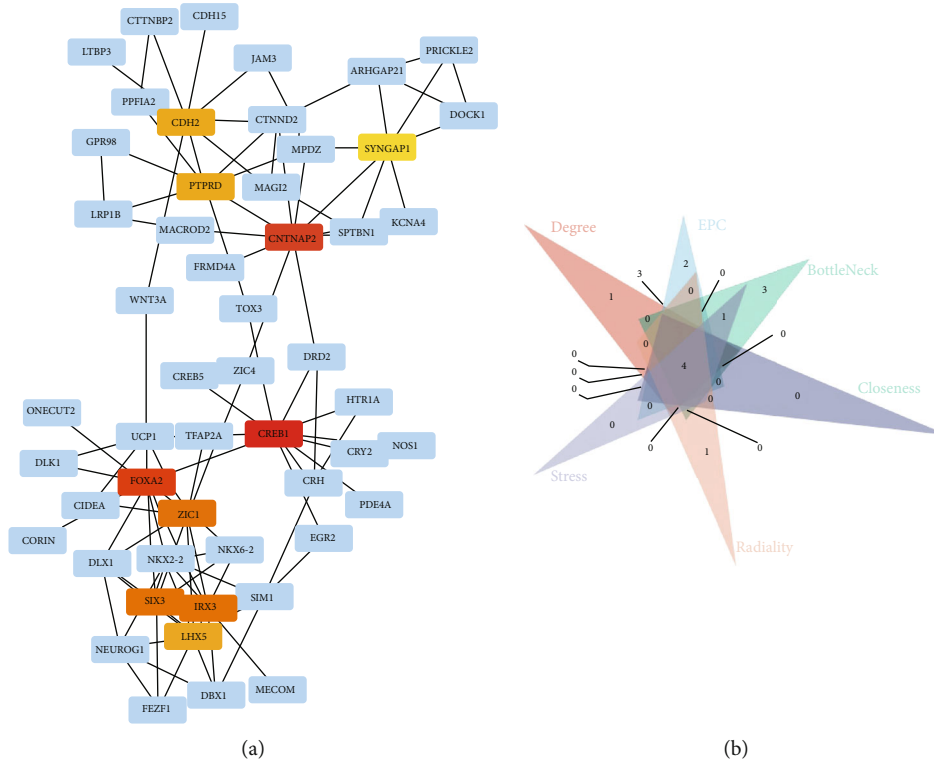 CTTNBP2
CDH15
LTBP3
JAM3
PRICKLE2
ARHGAP21
PPFIA2
CDH2
CTNND2
DOCK1
GPR98
MPDZ
SYNGAP1
PTPRD
MAGI2
LRP1B
MACROD2
CNTNAP2
SPTBN1
KCNA4
FRMD4A
WNT3A
TOX3
DRD2
CREB5
ZIC4
HTR1A
ONECUT2
UCP1
TFAP2A
CREB1
NOS1
CRY2
DLK1
FOXA2
CRH
CIDEA
ZIC1
PDE4A
CORIN
EGR2
DLX1
NKX2-2
NKX6-2
SIX3
IRX3
SIM1
LHX5
NEUROG1
MECOM
DBX1
FEZF1
(a)
Degree
EPC
BottleNeck
Closeness
Radiality
Stress
3
2
0
3
1
0
1
0
0
0
0
4
0
0
0
0
0
0
0
0
0
1
(b)